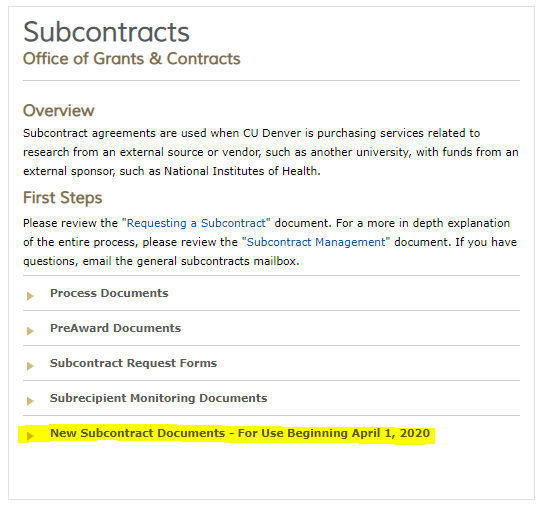 Subcontracts
Office of Grants & Contracts
Overview
Subcontract agreements are used when CU Denver is purchasing services related to
research from an external source or vendor, such as another university, with funds from an
external sponsor, such as National Institutes of Health.
First Steps
Please review the "Requesting a Subcontract" document. For a more in depth explanation
of the entire process, please review the "Subcontract Management" document. If you have
questions, email the general subcontracts mailbox.
Process Documents
PreAward Documents
Subcontract Request Forms
Subrecipient Monitoring Documents
New Subcontract Documents - For Use Beginning April 1, 2020